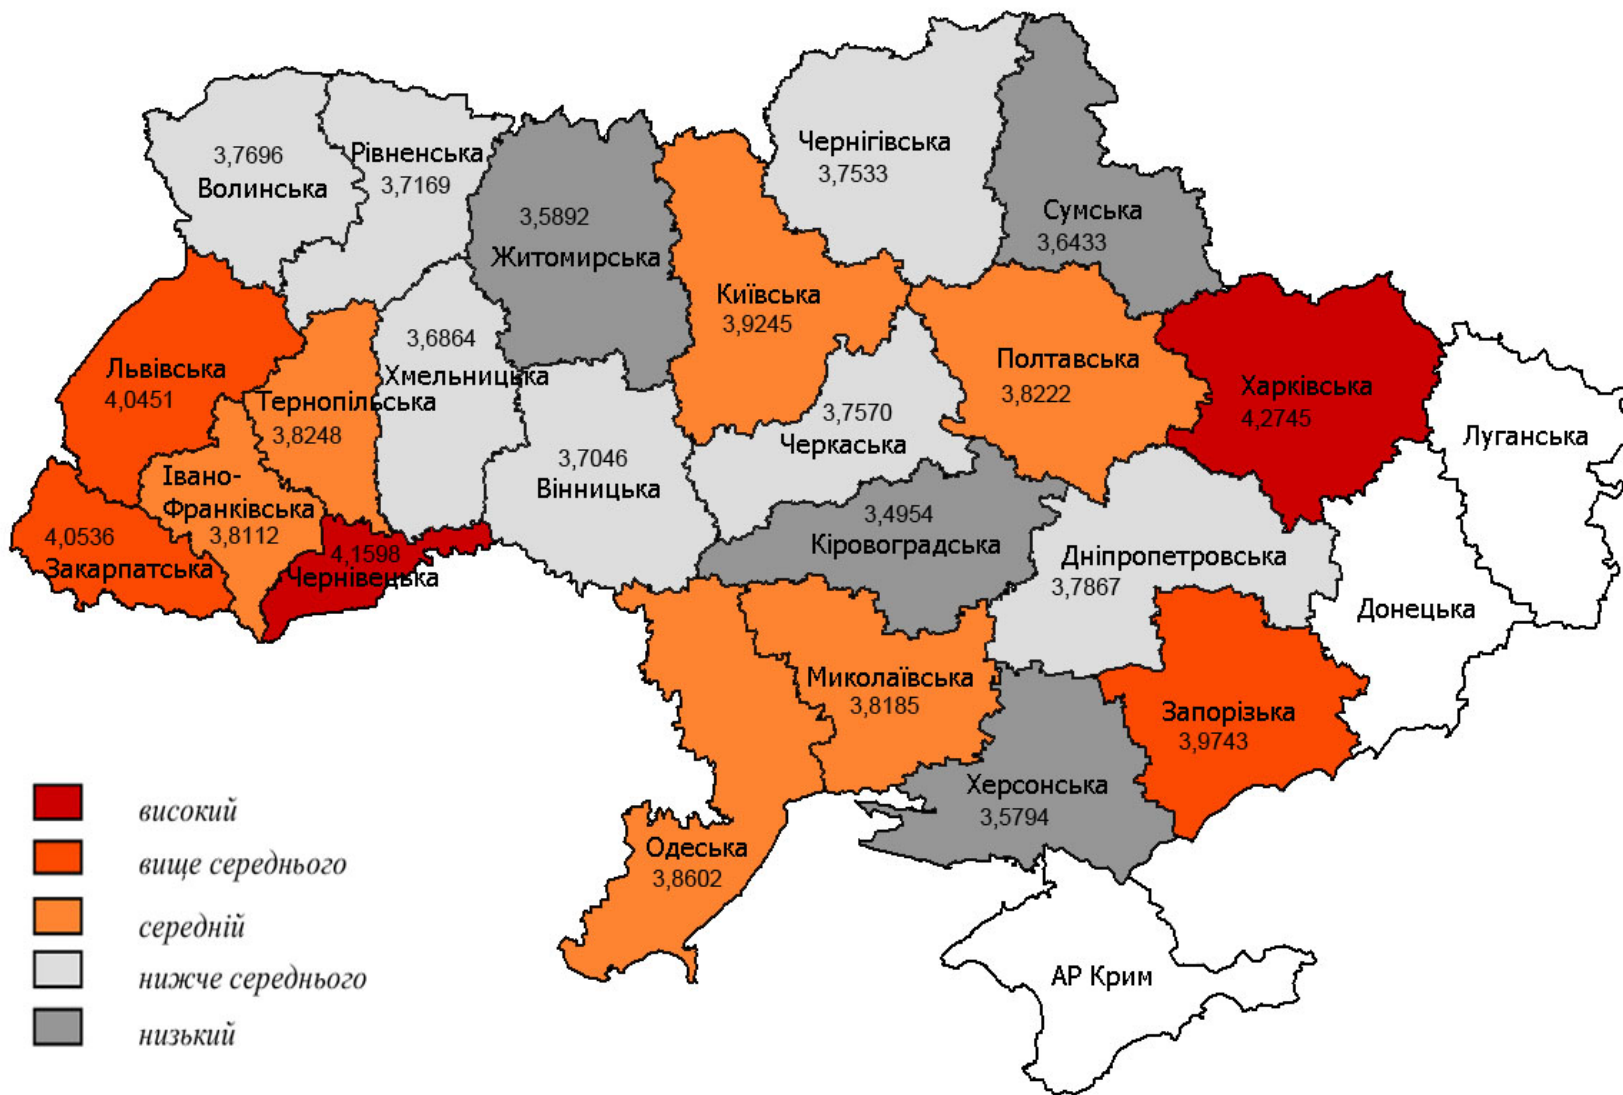 3,7696
Волинська
Рівненська
3,7169
3,5892
Житомирська
Чернігівська
3,7533
Сумська
3,6433
Київська
3,9245
Львівська
4,0451
Тернопільська
3,8248
3,6864
Хмельницька
3,7046
Вінницька
3,7570
Черкаська
Полтавська
3,8222
Харківська
4,2745
Луганська
Івано-
Франківська
3,8112
4,0536
Закарпатська
4,1598
Чернівецька
3,4954
Кіровоградська
Дніпропетровська
3,7867
Донецька
Миколаївська
3,8185
Запорізька
3,9743
Херсонська
3,5794
Одеська
3,8602
АР Крим
високий
вище середнього
середній
нижче середнього
низький